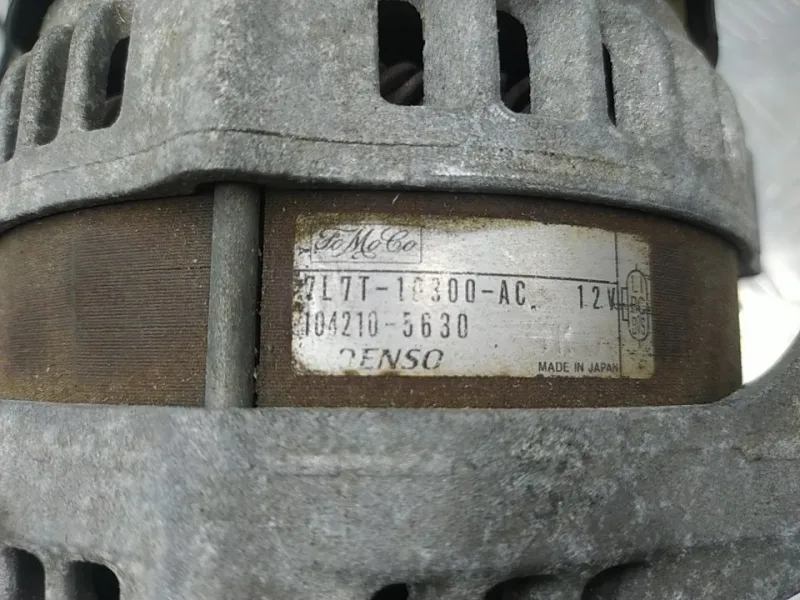 FoMoCo
7L7T-10300-AC 12V
104210-5630
DENSO
MADE IN JAPAN